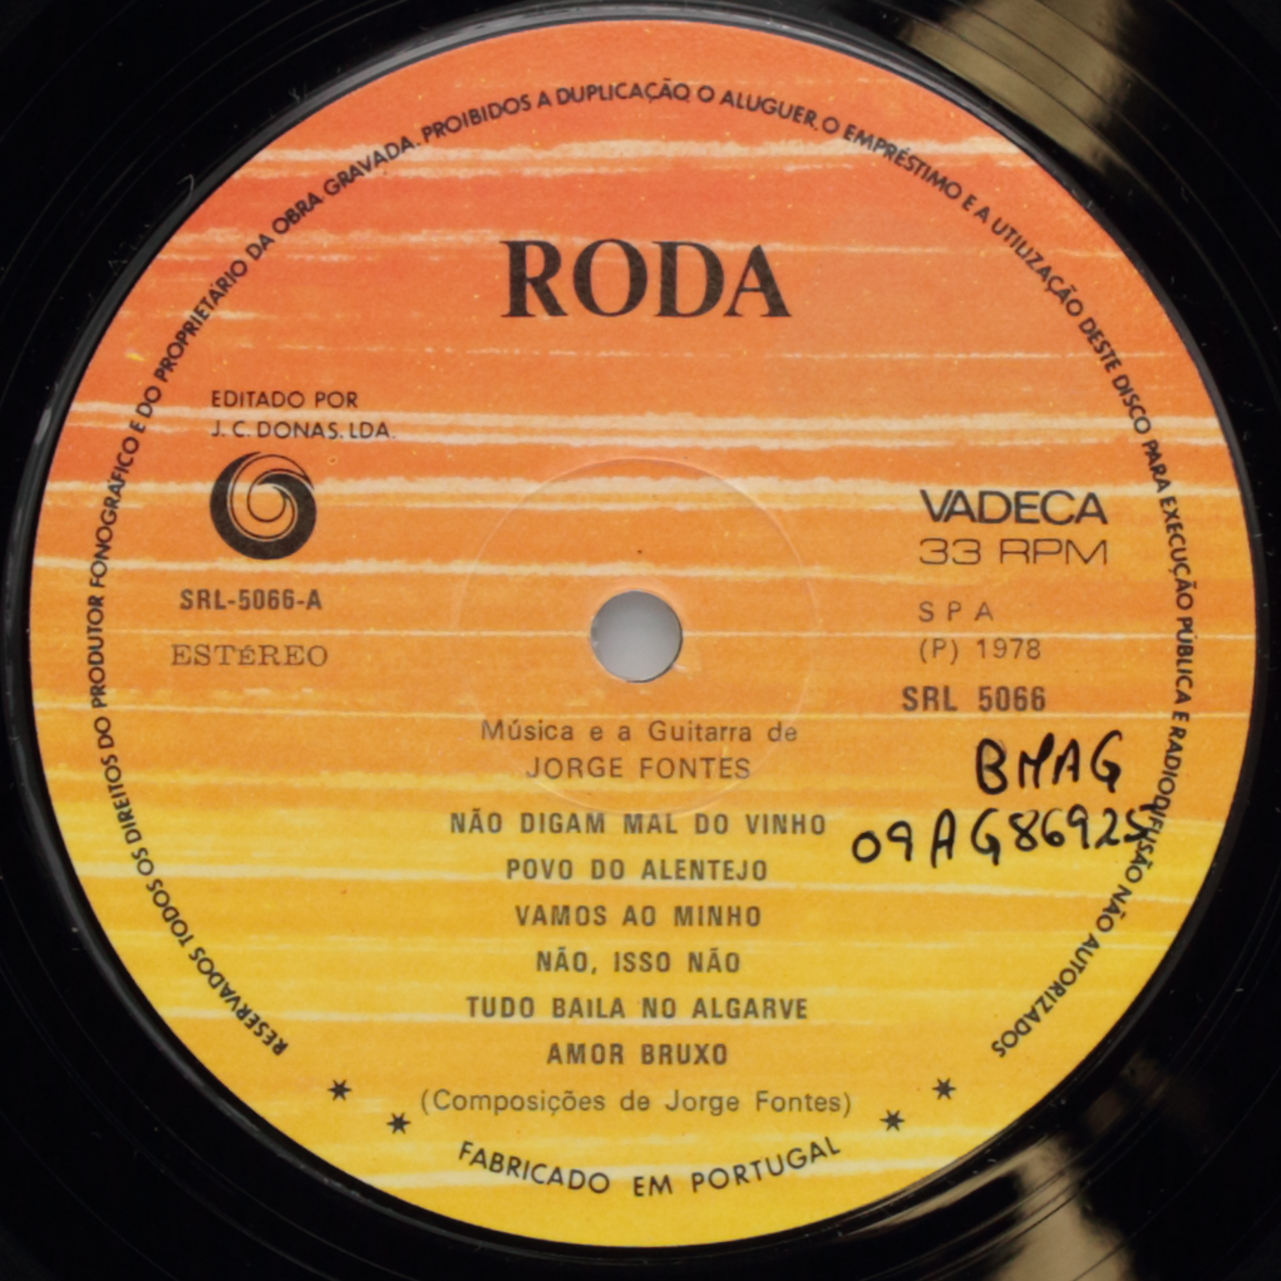 RESERVADOS TODOS OS DIREITOS DO PRODUTOR FONOGRÁFICO E DO PROPRIETÁRIO DA OBRA GRAVADA. PROIBIDOS A DUPLICAÇÃO O ALUGUER, O EMPRÉSTIMO E A UTILIZAÇÃO DESTE DISCO PARA EXECUÇÃO PÚBLICA E RADIODIFUSÃO NÃO AUTORIZADOS
RODA
EDITADO POR
J. C. DONAS. LDA.
SRL-5066-A
ESTÉREO
VADECA
33 RPM
S P A
(P) 1978
SRL 5066
BMAG
09AG86925
Música e a Guitarra de
JORGE FONTES
NÃO DIGAM MAL DO VINHO
POVO DO ALENTEJO
VAMOS AO MINHO
NÃO, ISSO NÃO
TUDO BAILA NO ALGARVE
AMOR BRUXO
(Composições de Jorge Fontes)
FABRICADO EM PORTUGAL